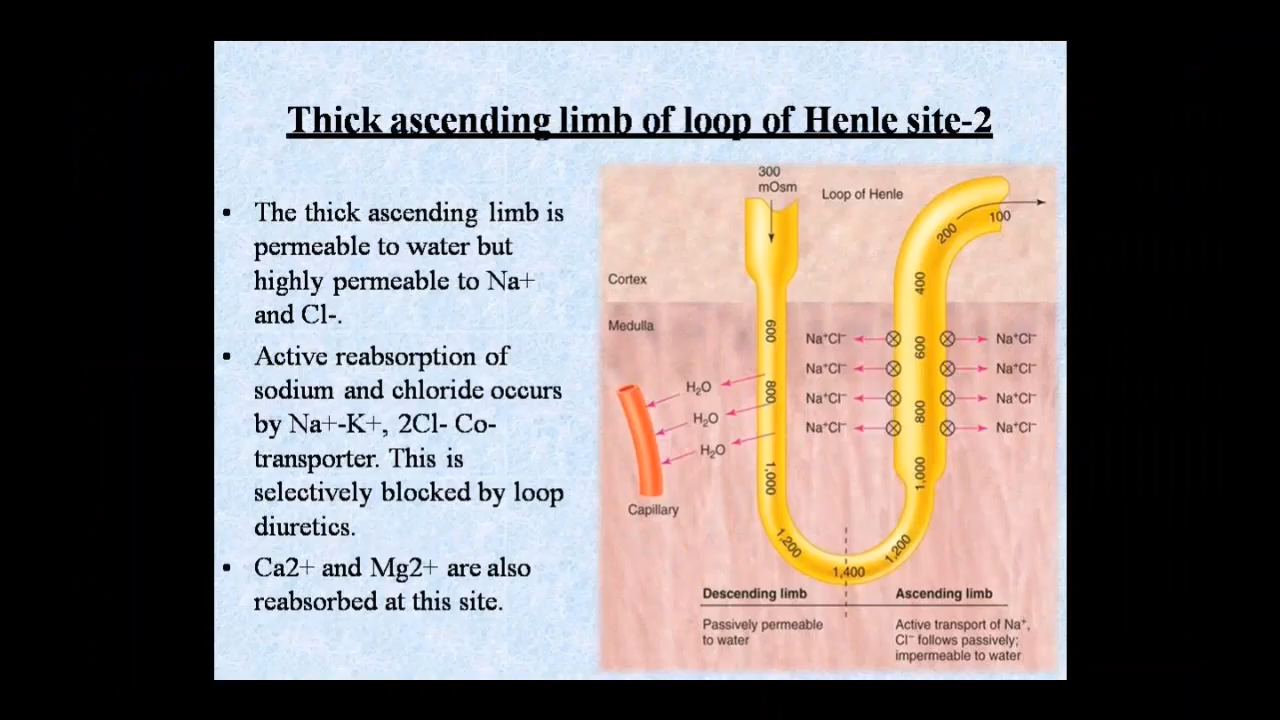 Thick ascending limb of loop of Henle site-2
• The thick ascending limb is
permeable to water but
highly permeable to Na+
and Cl-.
• Active reabsorption of
sodium and chloride occurs
by Na+-K+, 2Cl- Co-
transporter. This is
selectively blocked by loop
diuretics.
• Ca2+ and Mg2+ are also
reabsorbed at this site.
300
mOsm
Loop of Henle
100
200
Cortex
400
Medulla
600
Na⁺Cl⁻
600
Na⁺Cl⁻
Na⁺Cl⁻
Na⁺Cl⁻
H₂O
800
Na⁺Cl⁻
800
Na⁺Cl⁻
H₂O
Na⁺Cl⁻
Na⁺Cl⁻
H₂O
1,000
1,000
Capillary
1,200
1,200
1,400
Descending limb
Passively permeable
to water
Ascending limb
Active transport of Na⁺,
Cl⁻ follows passively;
impermeable to water